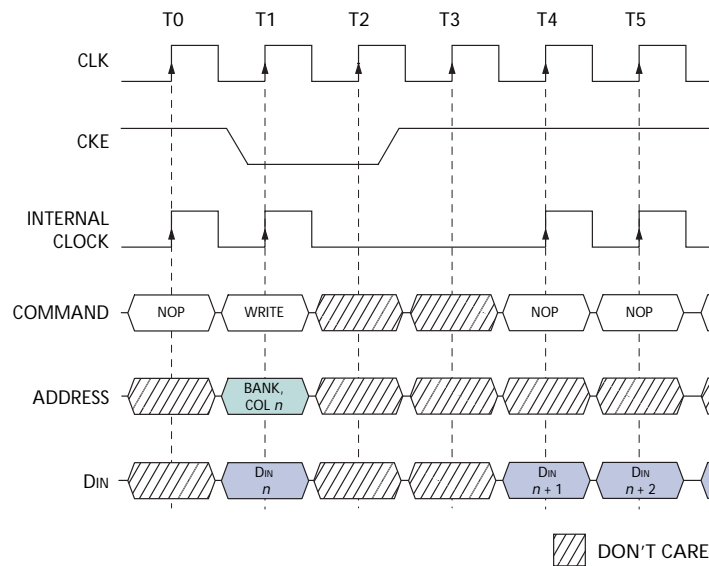 T0 T1 T2 T3 T4 T5
CLK
CKE
INTERNAL
CLOCK
COMMAND NOP WRITE NOP NOP
ADDRESS BANK,
COL n
DIN DIN
n DIN
n + 1 DIN
n + 2
DON'T CARE